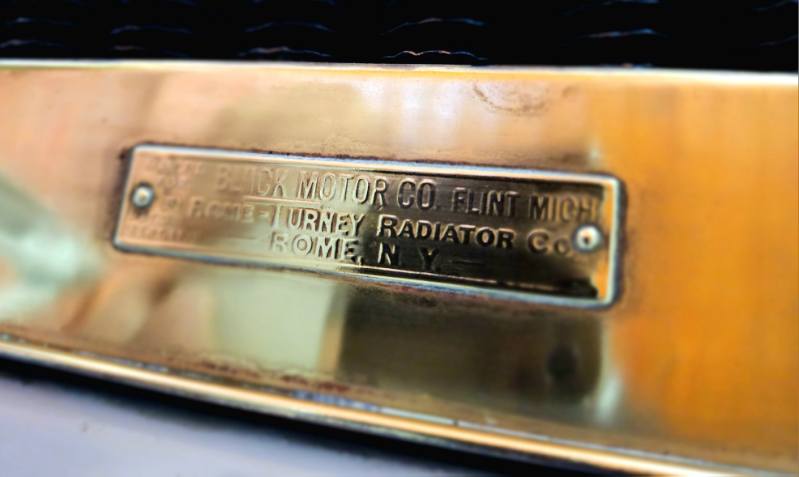 BUICK MOTOR CO. FLINT MICH
ROME-TURNEY RADIATOR CO.
ROME, N. Y.